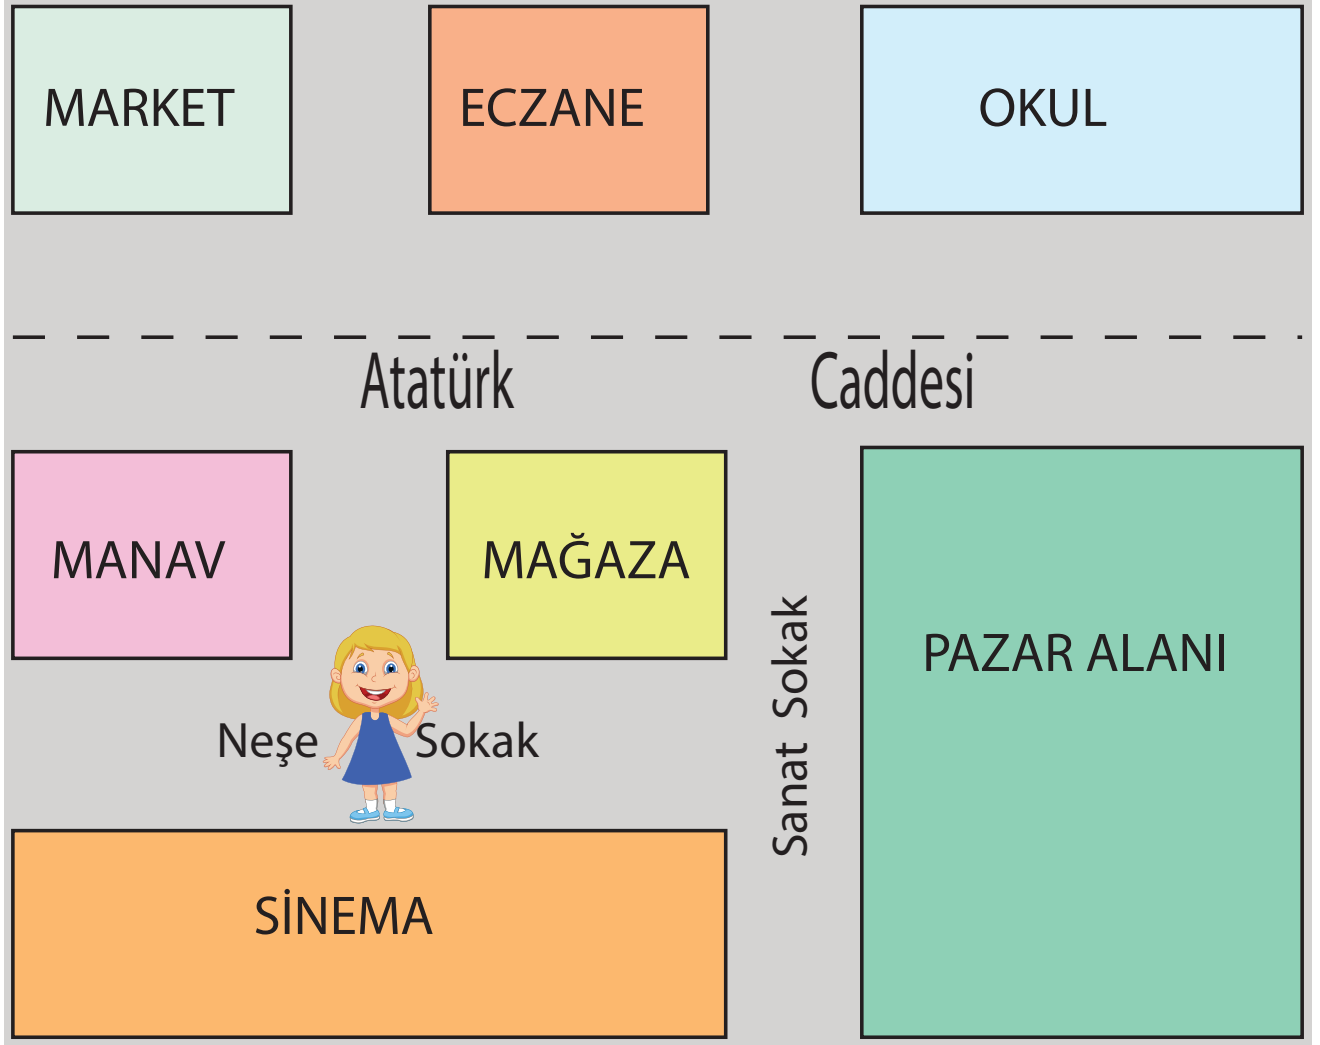 MARKET
ECZANE
OKUL
Atatürk Caddesi
MANAV
MAĞAZA
PAZAR ALANI
Sanat Sokak
Neşe Sokak
SİNEMA